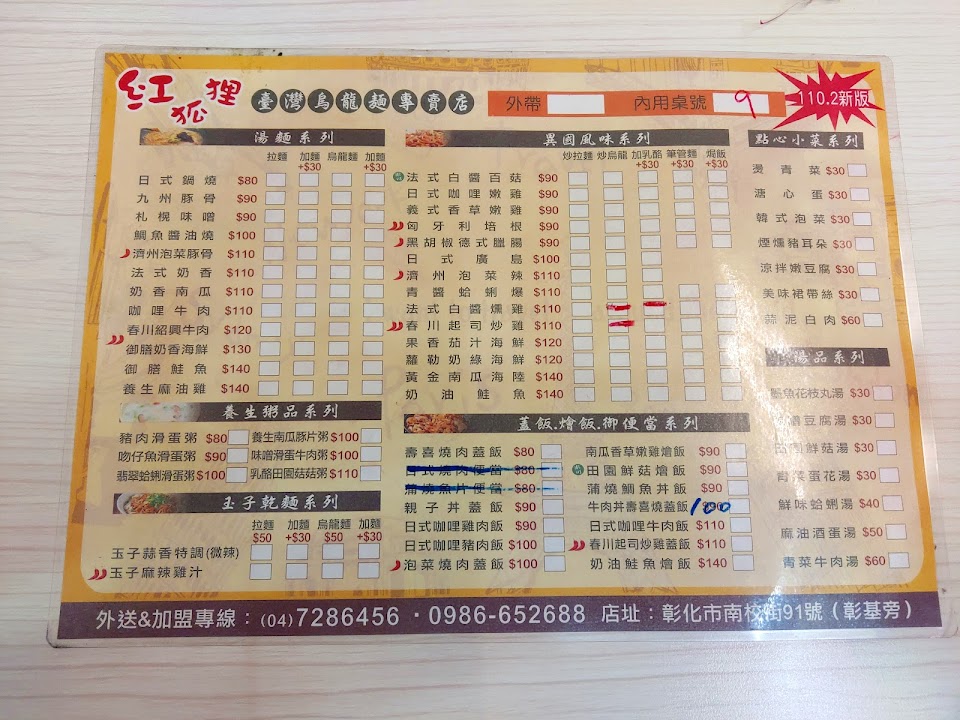 紅狐狸 臺灣烏龍麵專賣店 外帶 內用桌號 9 110.2新版
湯麵系列
拉麵 加麵+$30 烏龍麵 加麵+$30
日式鍋燒 $80
九州豚骨 $90
札幌味噌 $90
鯛魚醬油燒 $100
濟州泡菜豚骨 $110
法式奶香 $110
奶香南瓜 $110
咖哩牛肉 $110
春川紹興牛肉 $120
御膳奶香海鮮 $130
御膳鮭魚 $140
養生麻油雞 $140
養生粥品系列
豬肉滑蛋粥 $80 養生南瓜豚片粥 $100
吻仔魚滑蛋粥 $90 味噌滑蛋牛肉粥 $100
翡翠蛤蜊滑蛋粥 $100 乳酪田園菇菇粥 $110
玉子乾麵系列
拉麵 $50 加麵 +$30 烏龍麵 $50 加麵 +$30
玉子蒜香特調(微辣)
玉子麻辣雞汁
異國風味系列
炒拉麵 炒烏龍 加乳酪+$30 筆管麵+$30 焗飯
法式白醬百菇 $90
日式咖哩嫩雞 $90
義式香草嫩雞 $90
匈牙利培根 $90
黑胡椒德式臘腸 $90
日式廣島 $100
濟州泡菜辣 $110
青醬蛤蜊爆 $110
法式白醬燻雞 $110
春川起司炒雞 $110
果香茄汁海鮮 $120
蘿勒奶綠海鮮 $120
黃金南瓜海陸 $140
奶油鮭魚 $140
蓋飯.燴飯.御便當系列
壽喜燒肉蓋飯 $80
日式燒肉便當 $80
蒲燒魚片便當 $80
親子丼蓋飯 $90
日式咖哩雞肉飯 $90
日式咖哩豬肉飯 $100
泡菜燒肉蓋飯 $100
南瓜香草嫩雞燴飯 $90
田園鮮菇燴飯 $90
蒲燒鯛魚丼飯 $90
牛肉丼壽喜燒蓋飯 $90 100
日式咖哩牛肉飯 $110
春川起司炒雞蓋飯 $110
奶油鮭魚燴飯 $140
點心小菜系列
燙青菜 $30
溏心蛋 $30
韓式泡菜 $30
煙燻豬耳朵 $30
涼拌嫩豆腐 $30
美味裙帶絲 $30
蒜泥白肉 $60
湯品系列
魚花枝丸湯 $30
味噌豆腐湯 $30
田園鮮菇湯 $30
青菜蛋花湯 $30
鮮味蛤蜊湯 $40
麻油酒蛋湯 $50
青菜牛肉湯 $60
外送&加盟專線：(04)7286456．0986-652688 店址：彰化市南校街91號（彰基旁）